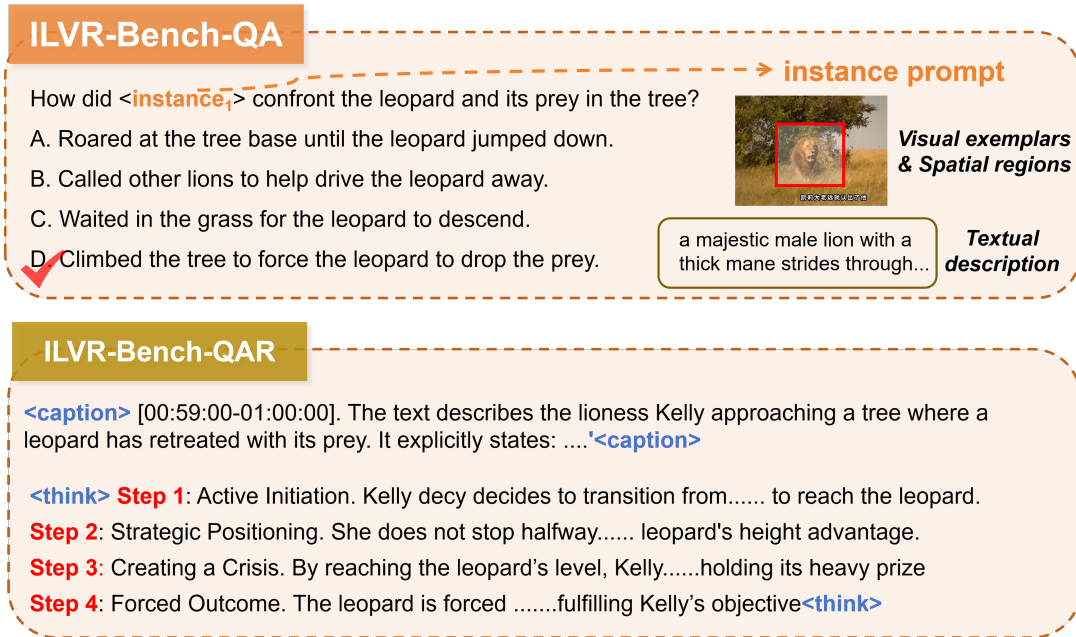 ILVR-Bench-QA
instance prompt
How did <instance1> confront the leopard and its prey in the tree?
A. Roared at the tree base until the leopard jumped down.
Visual exemplars
& Spatial regions
B. Called other lions to help drive the leopard away.
C. Waited in the grass for the leopard to descend.
a majestic male lion with a
thick mane strides through...
Textual
description
D. Climbed the tree to force the leopard to drop the prey.
ILVR-Bench-QAR
<caption> [00:59:00-01:00:00]. The text describes the lioness Kelly approaching a tree where a
leopard has retreated with its prey. It explicitly states: ....'<caption>
<think> Step 1: Active Initiation. Kelly decy decides to transition from...... to reach the leopard.
Step 2: Strategic Positioning. She does not stop halfway...... leopard's height advantage.
Step 3: Creating a Crisis. By reaching the leopard’s level, Kelly......holding its heavy prize
Step 4: Forced Outcome. The leopard is forced .......fulfilling Kelly’s objective<think>